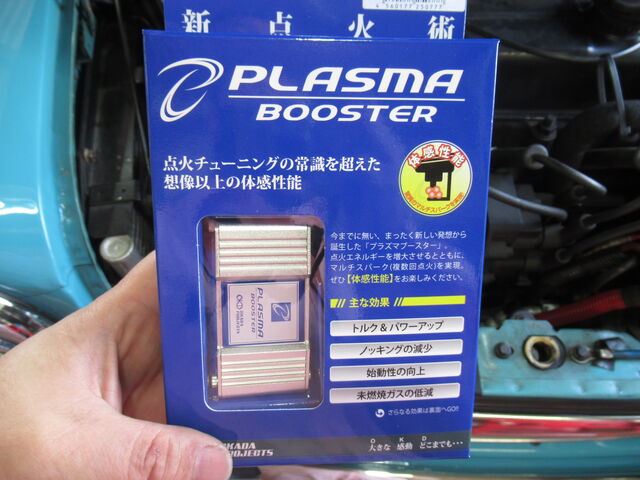 4560177250777
新点火術
PLASMA
BOOSTER
点火チューニングの常識を超えた
想像以上の体感性能
体感性能
今までに無い、まったく新しい発想から
誕生した「プラズマブースター」。
点火エネルギーを増大させるとともに、
マルチスパーク(複数回点火)を実現。
ぜひ【体感性能】をお楽しみください。
主な効果
トルク&パワーアップ
ノッキングの減少
始動性の向上
未燃焼ガスの低減
さらなる効果は裏面へGO!!
PLASMA
BOOSTER
OKADA
PROJECTS
O K D
大きな 感動 どこまでも・・・